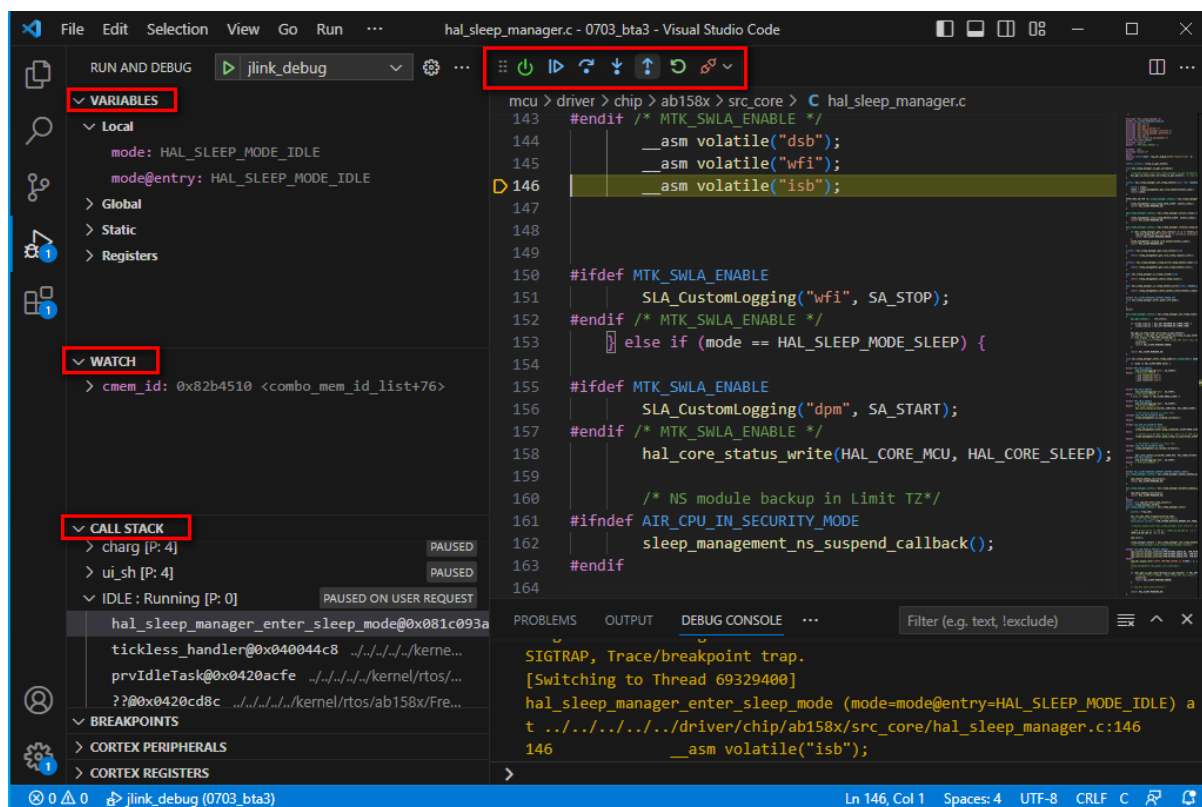 File Edit Selection View Go Run ··· hal_sleep_manager.c - 0703_bta3 - Visual Studio Code
RUN AND DEBUG jlink_debug ···
VARIABLES
Local
mode: HAL_SLEEP_MODE_IDLE
mode@entry: HAL_SLEEP_MODE_IDLE
Global
Static
Registers
1
1
WATCH
cmem_id: 0x82b4510 <combo_mem_id_list+76>
CALL STACK
charg [P: 4] PAUSED
ui_sh [P: 4] PAUSED
IDLE : Running [P: 0] PAUSED ON USER REQUEST
hal_sleep_manager_enter_sleep_mode@0x081c093a
tickless_handler@0x040044c8 ../../../../../kerne...
prvIdleTask@0x0420acfe ../../../../../kernel/rtos/...
??@0x0420cd8c ../../../../../kernel/rtos/ab158x/Fre...
BREAKPOINTS
CORTEX PERIPHERALS
CORTEX REGISTERS
1
mcu > driver > chip > ab158x > src_core > C hal_sleep_manager.c
143 #endif /* MTK_SWLA_ENABLE */
144 __asm volatile("dsb");
145 __asm volatile("wfi");
146 __asm volatile("isb");
147
148
149
150 #ifdef MTK_SWLA_ENABLE
151 SLA_CustomLogging("wfi", SA_STOP);
152 #endif /* MTK_SWLA_ENABLE */
153 } else if (mode == HAL_SLEEP_MODE_SLEEP) {
154
155 #ifdef MTK_SWLA_ENABLE
156 SLA_CustomLogging("dpm", SA_START);
157 #endif /* MTK_SWLA_ENABLE */
158 hal_core_status_write(HAL_CORE_MCU, HAL_CORE_SLEEP);
159
160 /* NS module backup in Limit TZ*/
161 #ifndef AIR_CPU_IN_SECURITY_MODE
162 sleep_management_ns_suspend_callback();
163 #endif
164
PROBLEMS OUTPUT DEBUG CONSOLE ··· Filter (e.g. text, !exclude)
SIGTRAP, Trace/breakpoint trap.
[Switching to Thread 69329400]
hal_sleep_manager_enter_sleep_mode (mode=mode@entry=HAL_SLEEP_MODE_IDLE) a
t ../../../../../driver/chip/ab158x/src_core/hal_sleep_manager.c:146
146 __asm volatile("isb");
>
0 0 jlink_debug (0703_bta3) Ln 146, Col 1 Spaces: 4 UTF-8 CRLF C